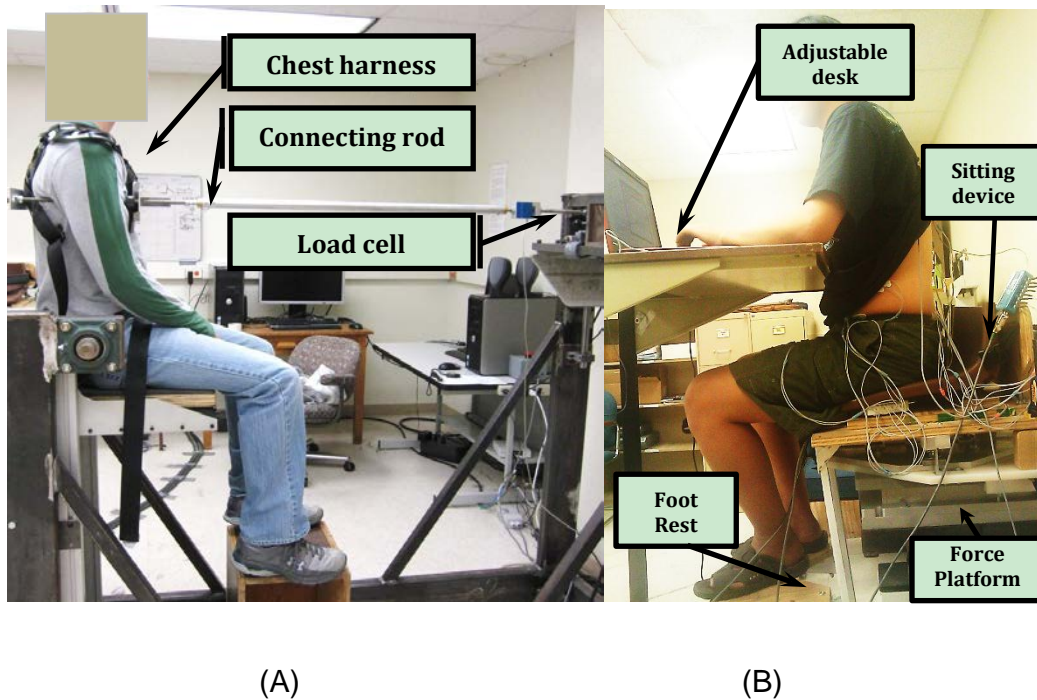 Chest harness
Connecting rod
Load cell
Adjustable
desk
Sitting
device
Foot
Rest
Force
Platform
(A)
(B)